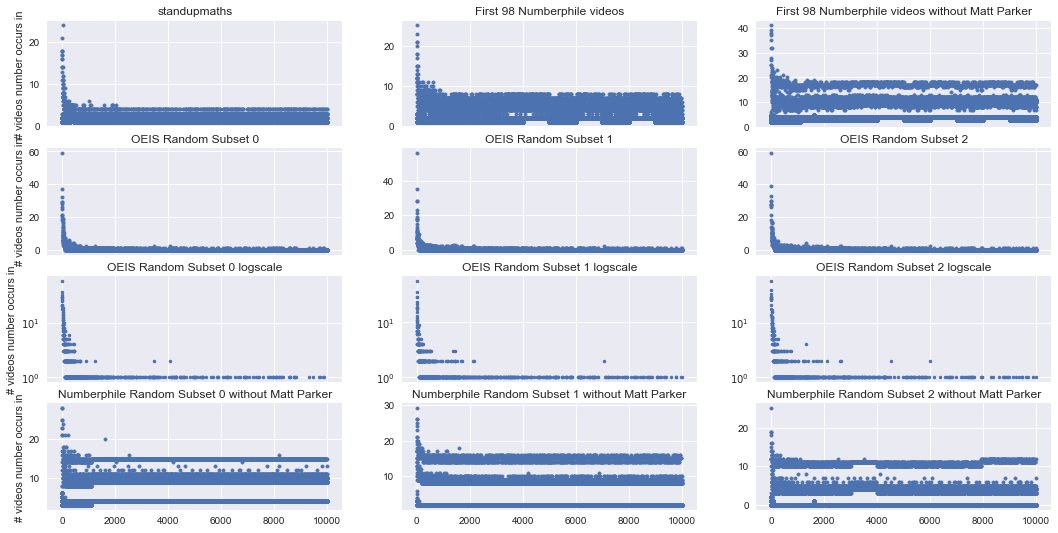 standupmaths
First 98 Numberphile videos
First 98 Numberphile videos without Matt Parker
# videos number occurs in
20
10
0
20
10
0
40
30
20
10
0
OEIS Random Subset 0
OEIS Random Subset 1
OEIS Random Subset 2
# videos number occurs in
60
40
20
0
40
20
0
60
40
20
0
OEIS Random Subset 0 logscale
OEIS Random Subset 1 logscale
OEIS Random Subset 2 logscale
# videos number occurs in
10¹
10⁰
10¹
10⁰
10¹
10⁰
Numberphile Random Subset 0 without Matt Parker
Numberphile Random Subset 1 without Matt Parker
Numberphile Random Subset 2 without Matt Parker
# videos number occurs in
20
10
30
20
10
20
10
0
0 2000 4000 6000 8000 10000
0 2000 4000 6000 8000 10000
0 2000 4000 6000 8000 10000